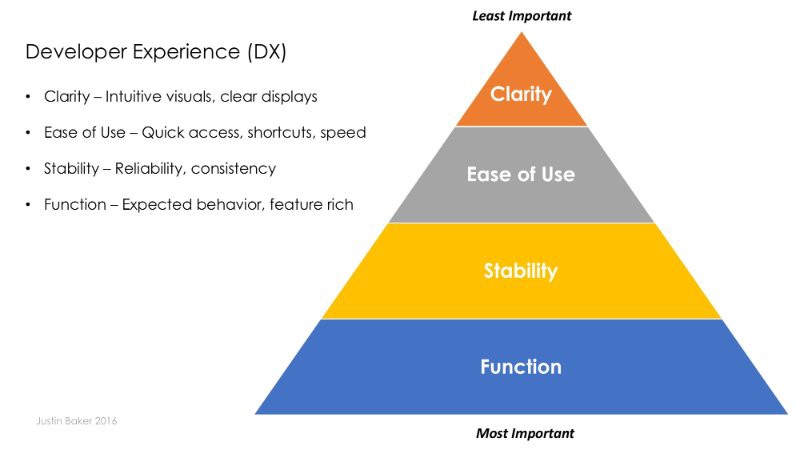 Least Important
Developer Experience (DX)
• Clarity – Intuitive visuals, clear displays
• Ease of Use – Quick access, shortcuts, speed
• Stability – Reliability, consistency
• Function – Expected behavior, feature rich
Clarity
Ease of Use
Stability
Function
Justin Baker 2016
Most Important